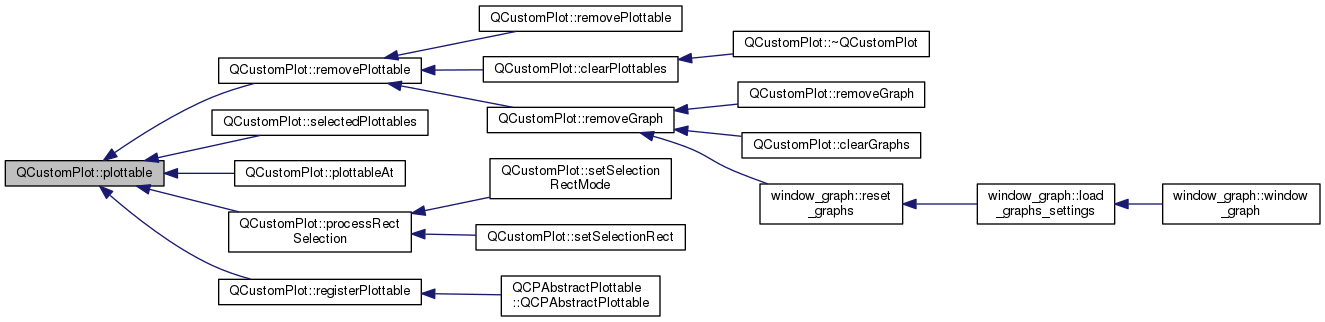 QCustomPlot::plottable
QCustomPlot::removePlottable
QCustomPlot::removePlottable
QCustomPlot::clearPlottables
QCustomPlot::~QCustomPlot
QCustomPlot::removeGraph
QCustomPlot::removeGraph
QCustomPlot::clearGraphs
window_graph::reset
_graphs
window_graph::load
_graphs_settings
window_graph::window
_graph
QCustomPlot::selectedPlottables
QCustomPlot::plottableAt
QCustomPlot::processRect
Selection
QCustomPlot::setSelection
RectMode
QCustomPlot::setSelectionRect
QCustomPlot::registerPlottable
QCPAbstractPlottable
::QCPAbstractPlottable